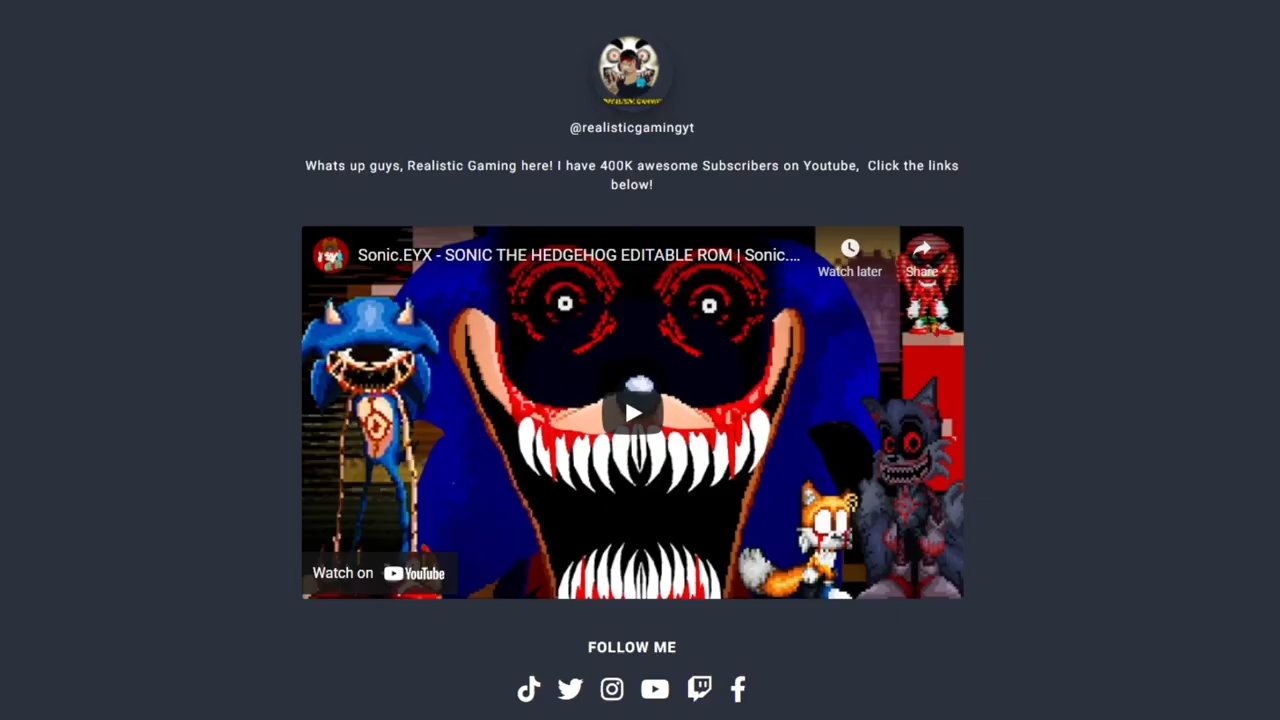 @realisticgamingyt
Whats up guys, Realistic Gaming here! I have 400K awesome Subscribers on Youtube, Click the links
below!
Sonic.EYX - SONIC THE HEDGEHOG EDITABLE ROM | Sonic....
Watch later
Share
Watch on YouTube
FOLLOW ME